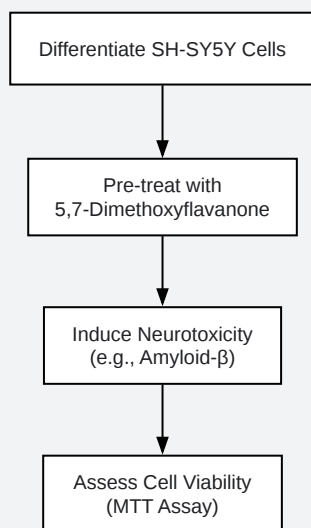 Differentiate SH-SY5Y Cells
Pre-treat with
5,7-Dimethoxyflavanone
Induce Neurotoxicity
(e.g., Amyloid-β)
Assess Cell Viability
(MTT Assay)